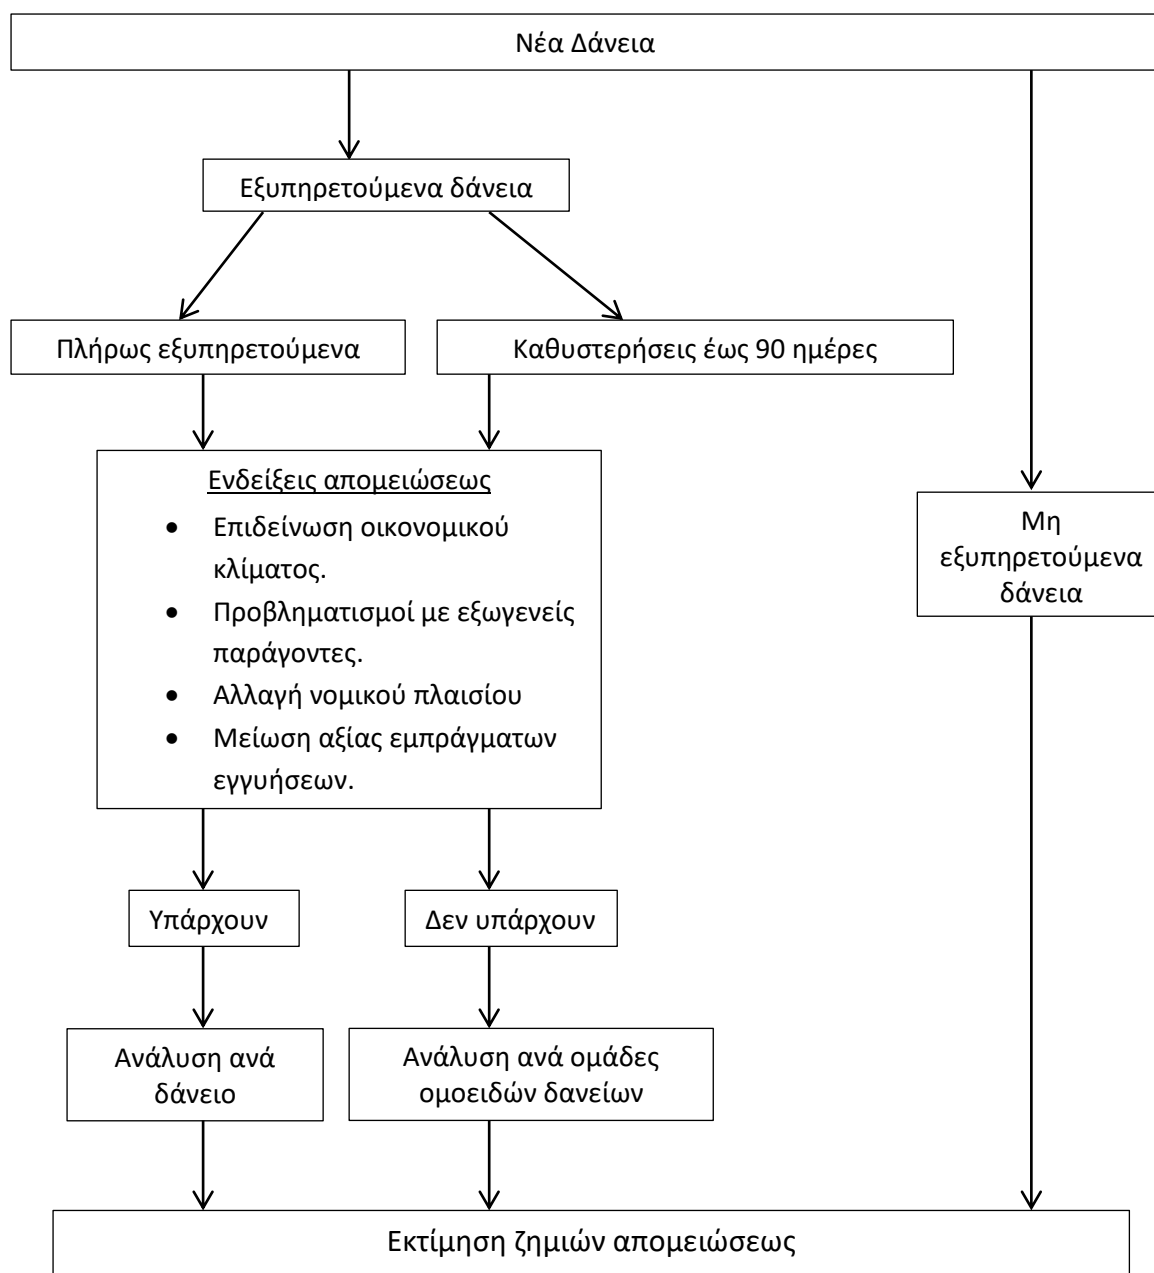 Νέα Δάνεια
Εξυπηρετούμενα δάνεια
Πλήρως εξυπηρετούμενα
Καθυστερήσεις έως 90 ημέρες
Ενδείξεις απομειώσεως
• Επιδείνωση οικονομικού
κλίματος.
• Προβληματισμοί με εξωγενείς
παράγοντες.
• Αλλαγή νομικού πλαισίου
• Μείωση αξίας εμπράγματων
εγγυήσεων.
Μη
εξυπηρετούμενα
δάνεια
Υπάρχουν
Δεν υπάρχουν
Ανάλυση ανά
δάνειο
Ανάλυση ανά ομάδες
ομοειδών δανείων
Εκτίμηση ζημιών απομειώσεως